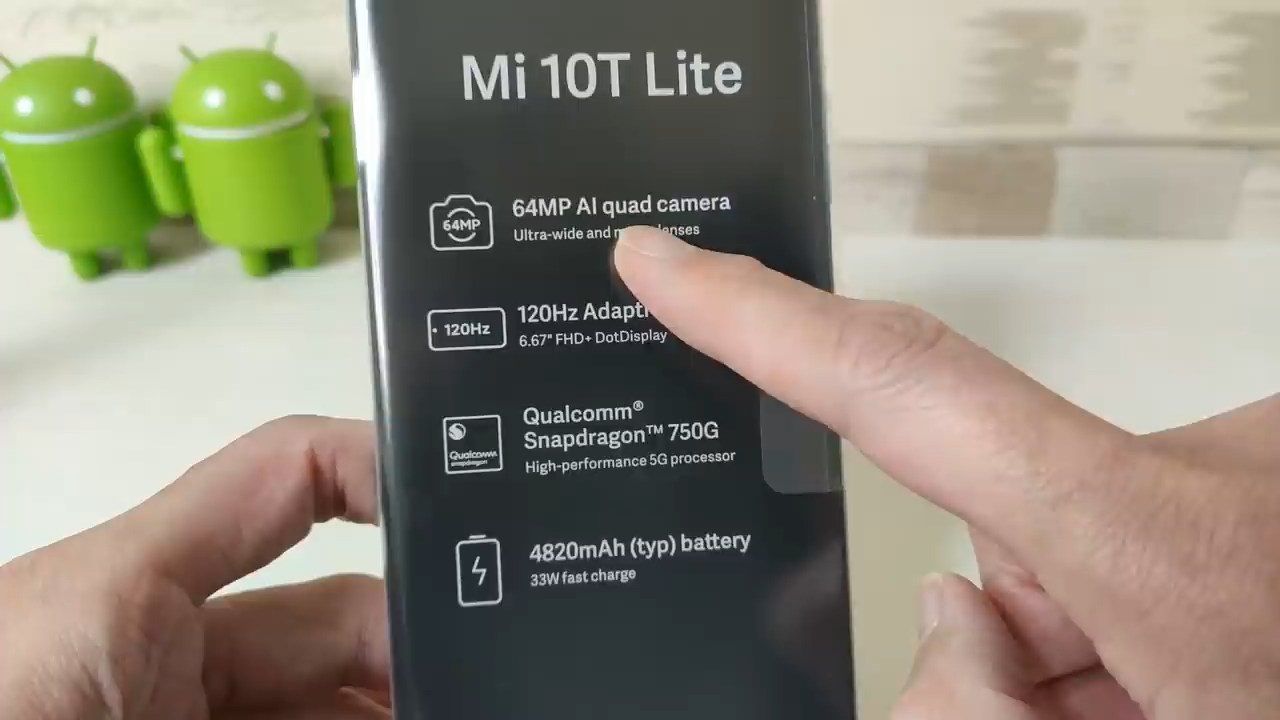 Mi 10T Lite
64MP
64MP AI quad camera
Ultra-wide and lenses
120Hz
120Hz
6.67" FHD+ DotDisplay
Qualcomm snapdragon
Qualcomm®
Snapdragon™ 750G
High-performance 5G processor
4820mAh (typ) battery
33W fast charge